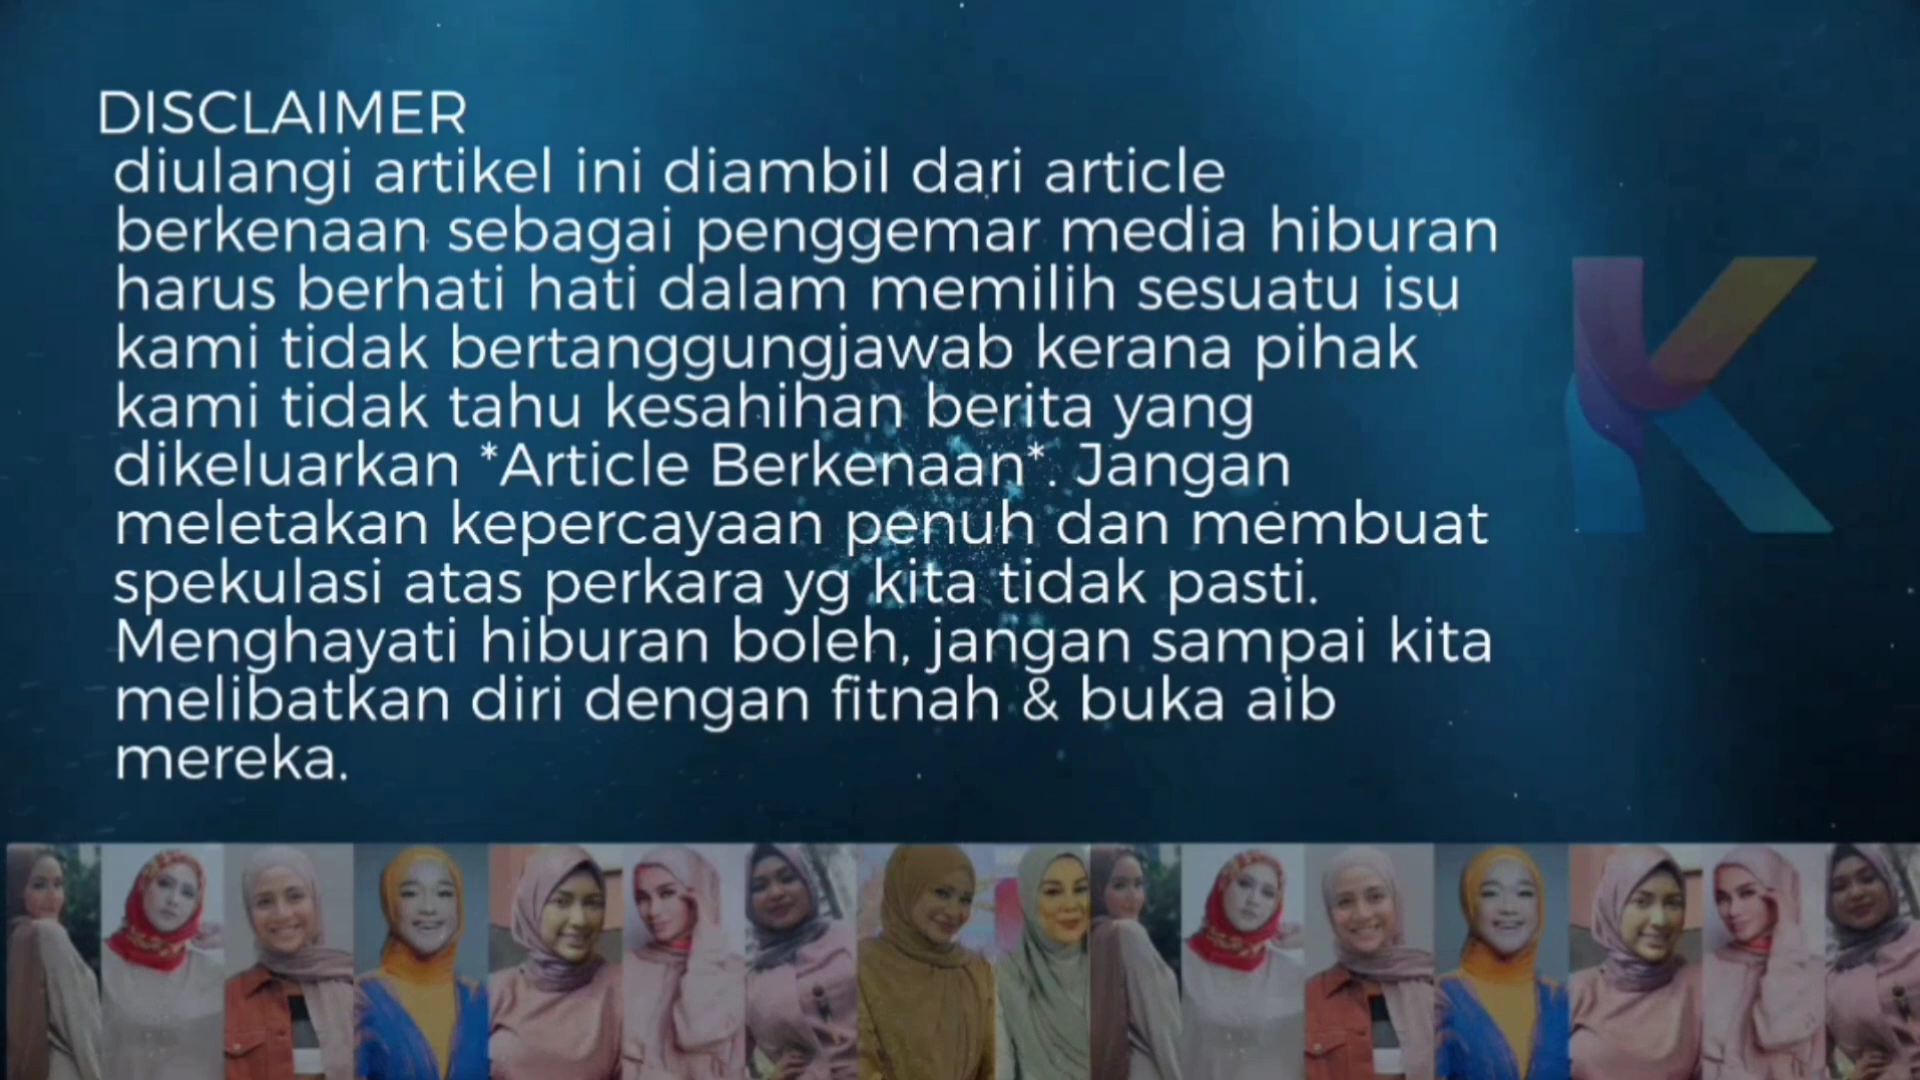 DISCLAIMER
diulangi artikel ini diambil dari article
berkenaan sebagai penggemar media hiburan
harus berhati hati dalam memilih sesuatu isu
kami tidak bertanggungjawab kerana pihak
kami tidak tahu kesahihan berita yang
dikeluarkan *Article Berkenaan*. Jangan
meletakan kepercayaan penuh dan membuat
spekulasi atas perkara yg kita tidak pasti.
Menghayati hiburan boleh, jangan sampai kita
melibatkan diri dengan fitnah & buka aib
mereka.
K